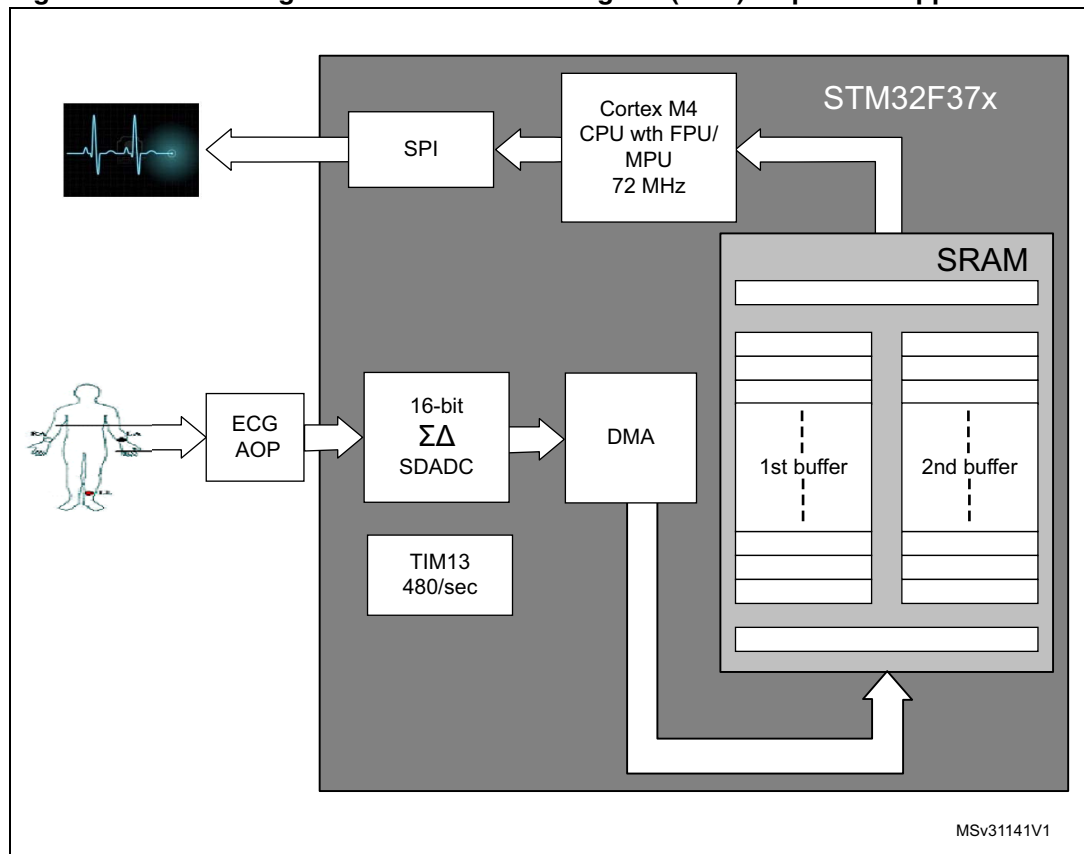 STM32F37x
Cortex M4
CPU wth FPU/
MPU
72 MHz
SPI
SRAM
ECG
AOP
16-bit
ΣΔ
SDADC
DMA
1st buffer
2nd buffer
TIM13
480/sec
MSv31141V1